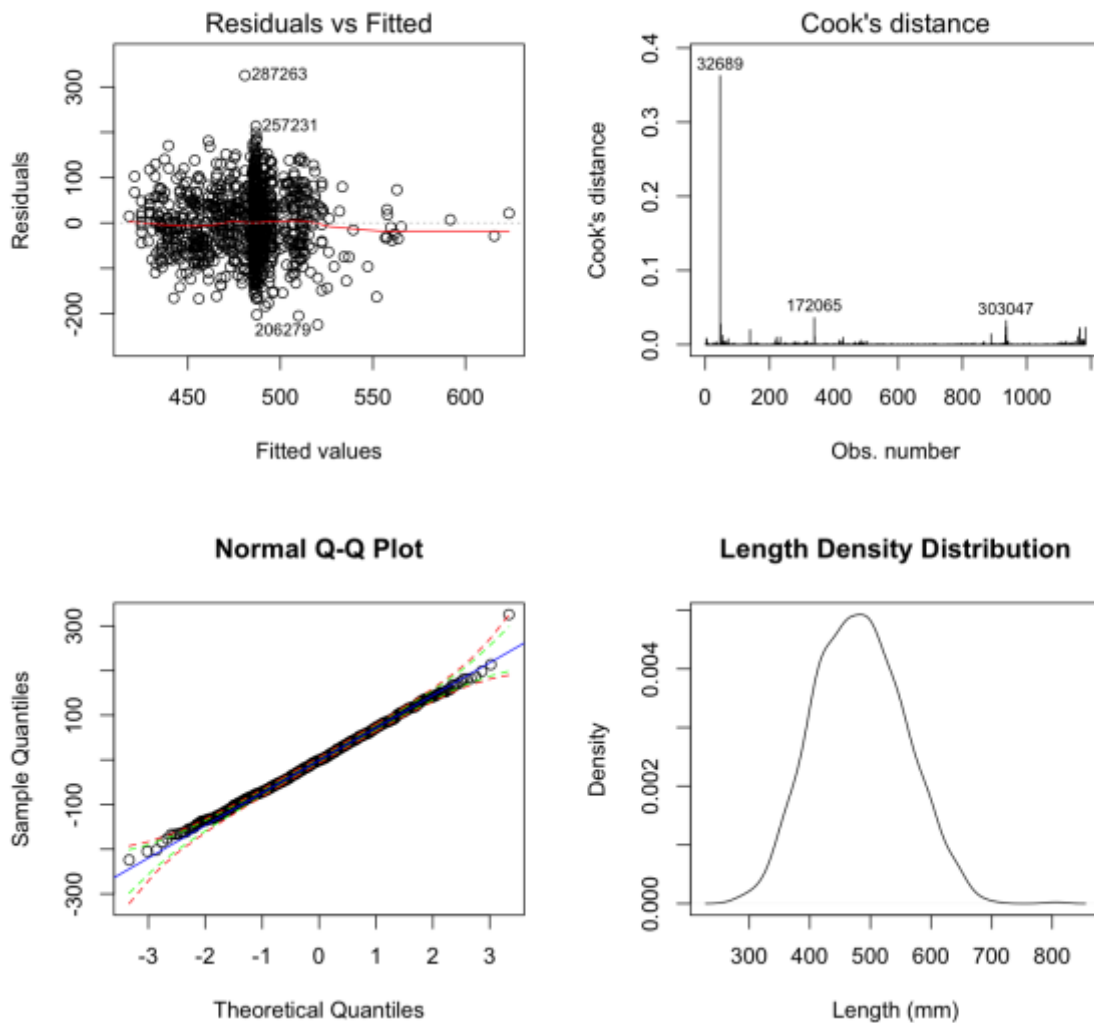 Residuals vs Fitted
Residuals
300
100
0
-200
287263
257231
206279
450 500 550 600
Fitted values
Cook's distance
Cook's distance
0.4
0.3
0.2
0.1
0.0
32689
172065
303047
0 200 400 600 800 1000
Obs. number
Normal Q-Q Plot
Sample Quantiles
300
100
-100
-300
-3 -2 -1 0 1 2 3
Theoretical Quantiles
Length Density Distribution
Density
0.004
0.002
0.000
300 400 500 600 700 800
Length (mm)